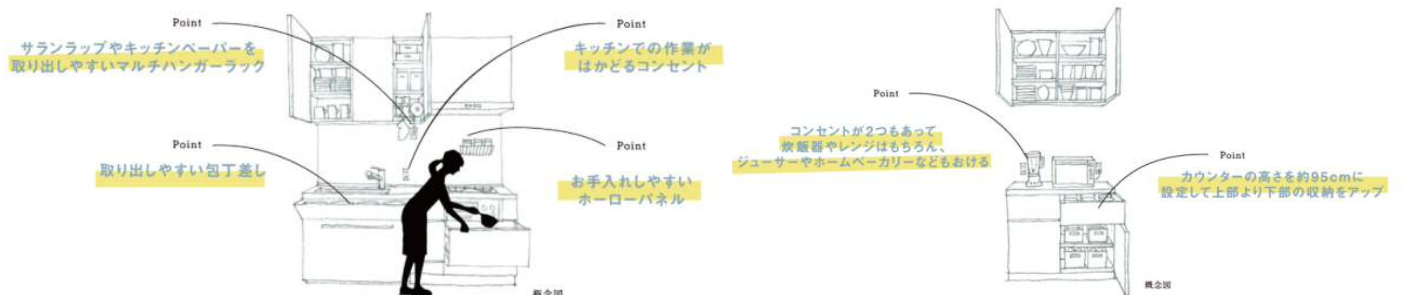 Point
サランラップやキッチンペーパーを
取り出しやすいマルチハンガーラック
Point
キッチンでの作業が
はかどるコンセント
Point
取り出しやすい包丁差し
Point
お手入れしやすい
ホーローパネル
概念図
Point
コンセントが2つもあって
炊飯器やレンジはもちろん、
ジューサーやホームベーカリーなどもおける
Point
カウンターの高さを約95cmに
設定して上部より下部の収納をアップ
概念図